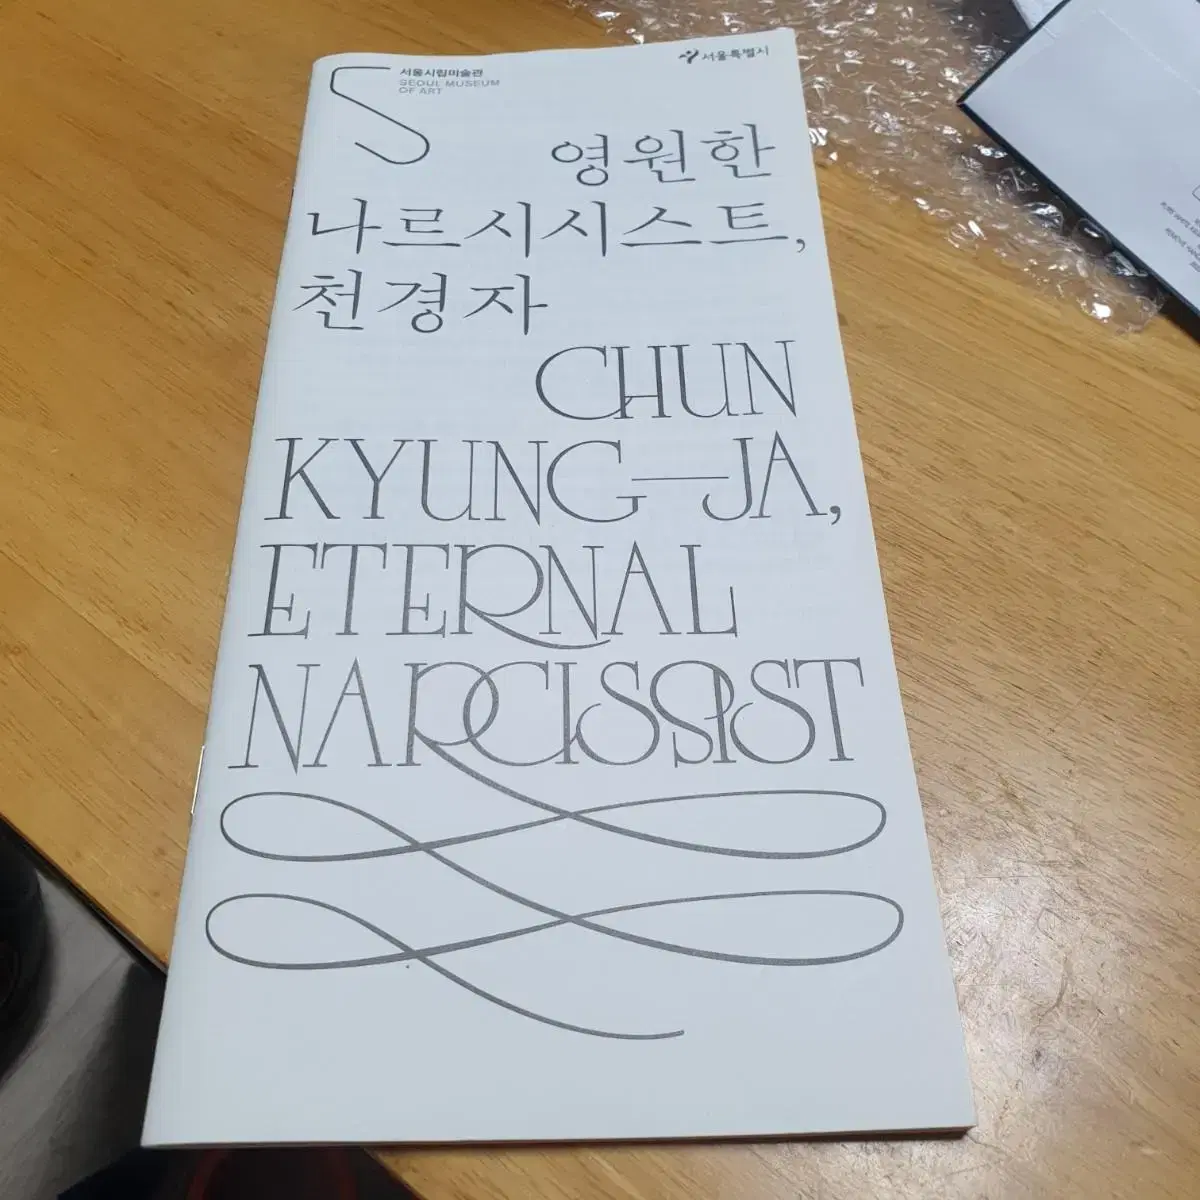 서울시립미술관
SEOUL MUSEUM
OF ART
서울특별시
영원한
나르시시스트,
천경자
CHUN
KYUNG—JA,
ETERNAL
NARCISSIST